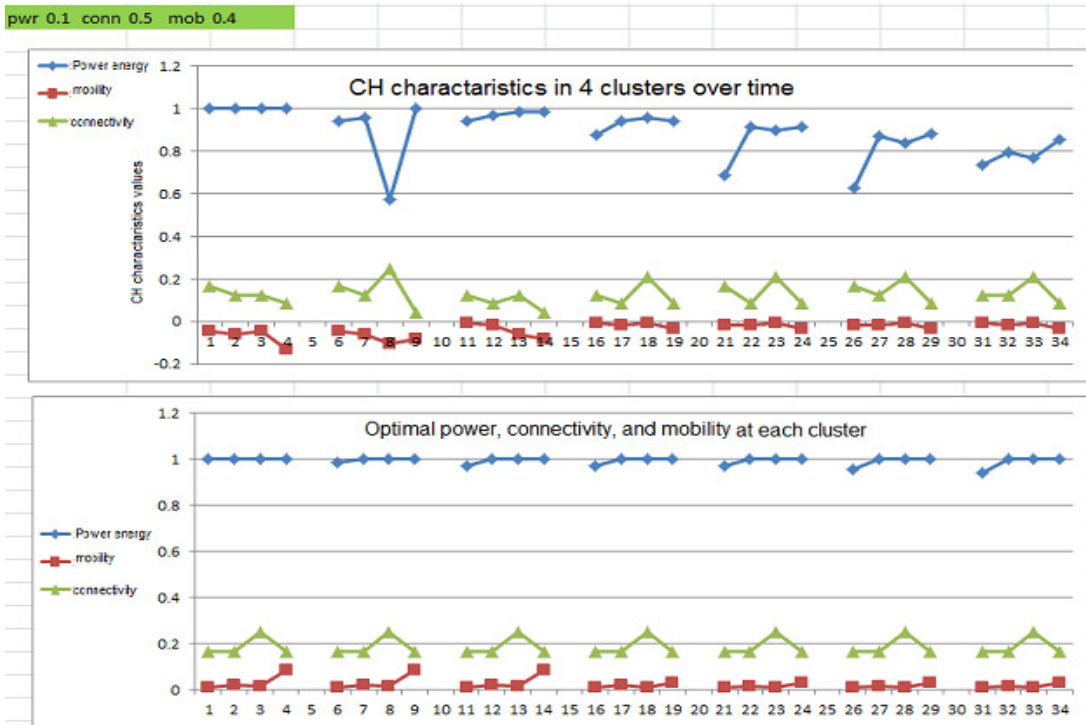 pwr 0.1 conn 0.5 mob 0.4
Power energy
mobility
connectivity
CH charactaristics in 4 clusters over time
CH charactaristics values
1.2
1
0.8
0.6
0.4
0.2
0
-0.2
1 2 3 4 5 6 7 8 9 10 11 12 13 14 15 16 17 18 19 20 21 22 23 24 25 26 27 28 29 30 31 32 33 34
Optimal power, connectivity, and mobility at each cluster
Power energy
mobility
connectivity
1.2
1
0.8
0.6
0.4
0.2
0
1 2 3 4 5 6 7 8 9 10 11 12 13 14 15 16 17 18 19 20 21 22 23 24 25 26 27 28 29 30 31 32 33 34